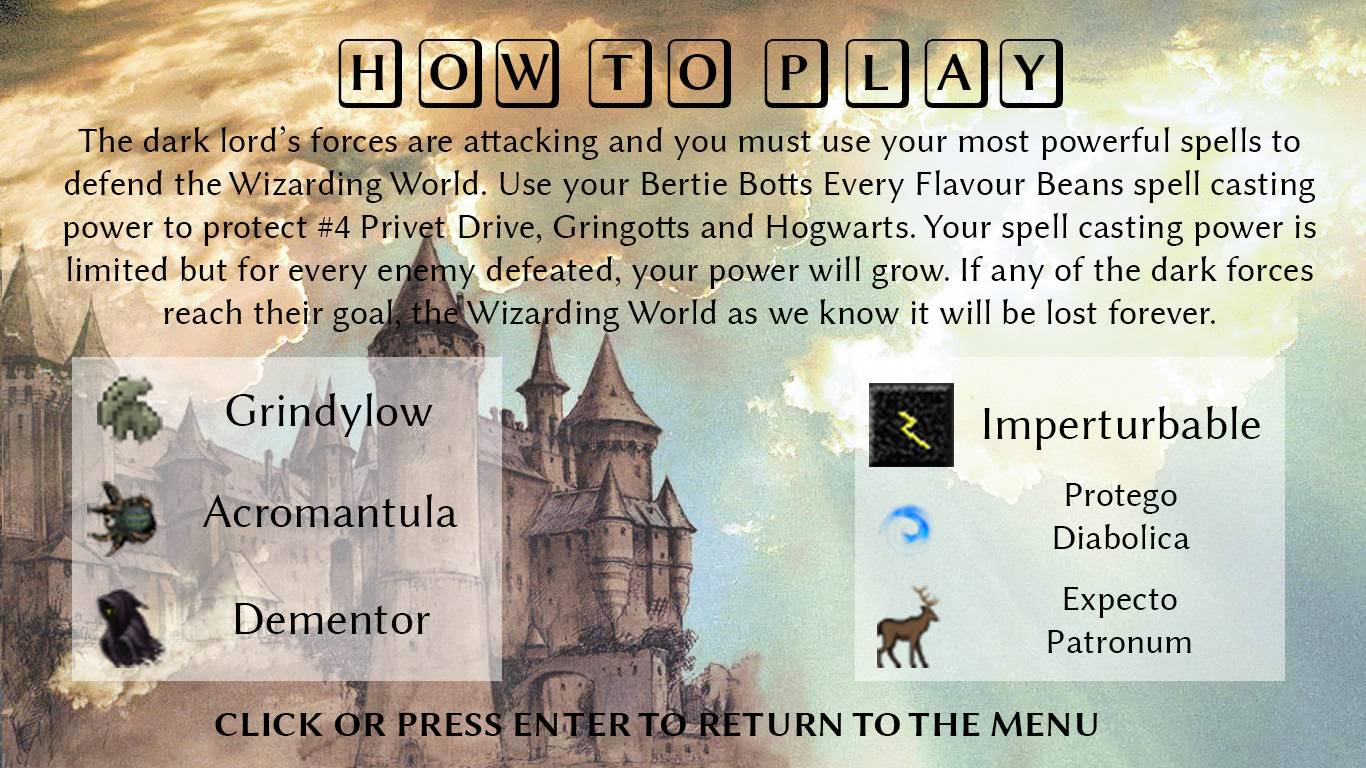 HOW TO PLAY
The dark lord's forces are attacking and you must use your most powerful spells to
defend the Wizarding World. Use your Bertie Botts Every Flavour Beans spell casting
power to protect #4 Privet Drive, Gringotts and Hogwarts. Your spell casting power is
limited but for every enemy defeated, your power will grow. If any of the dark forces
reach their goal, the Wizarding World as we know it will be lost forever.
Grindylow
Acromantula
Dementor
Imperturbable
Protego
Diabolica
Expecto
Patronum
CLICK OR PRESS ENTER TO RETURN TO THE MENU